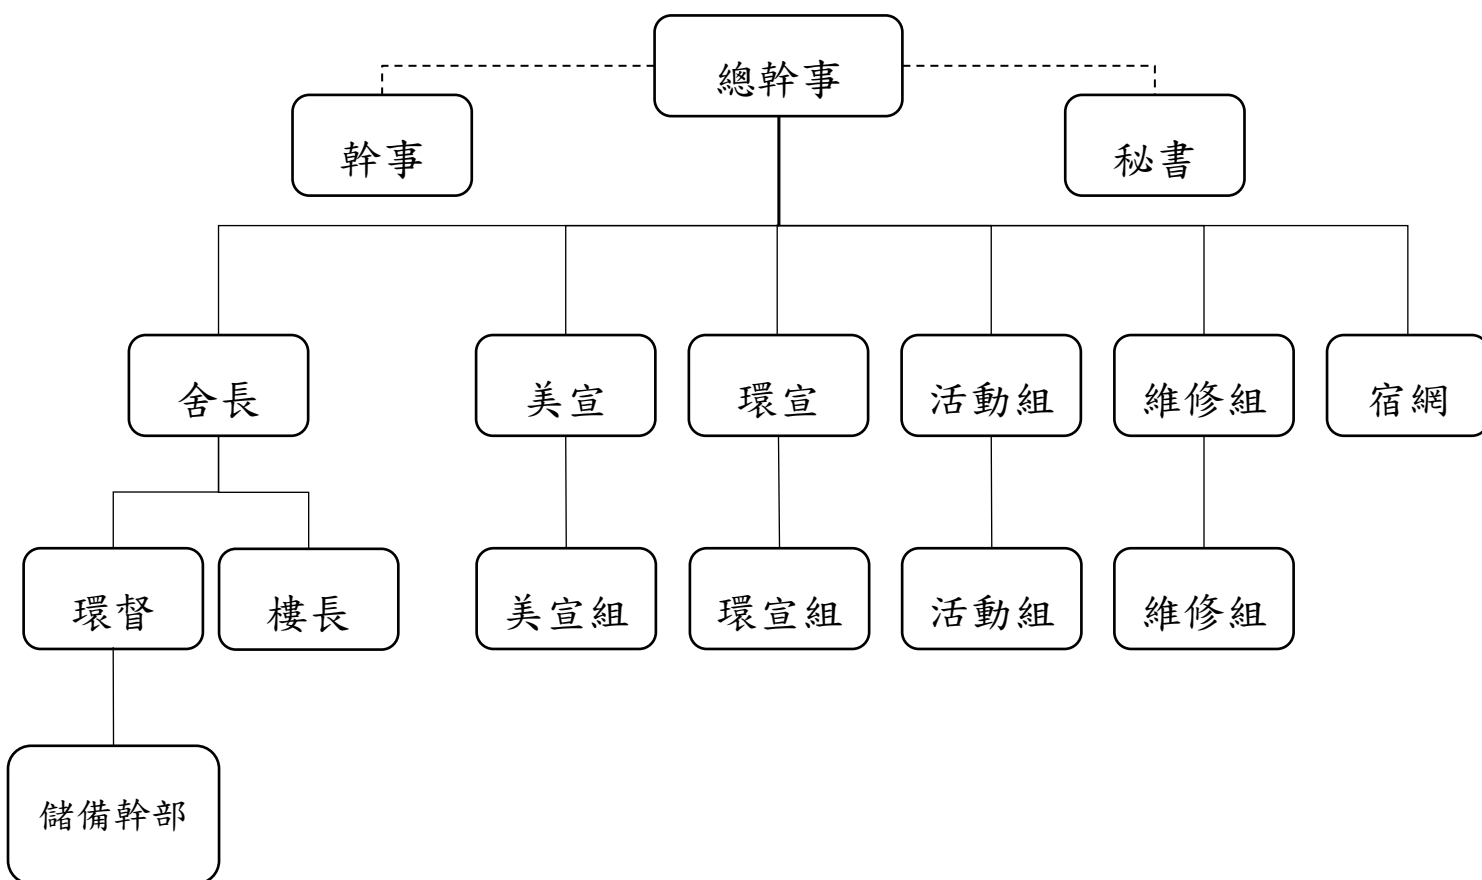 總幹事
幹事
秘書
舍長
美宣
環宣
活動組
維修組
宿網
環督
樓長
美宣組
環宣組
活動組
維修組
儲備幹部